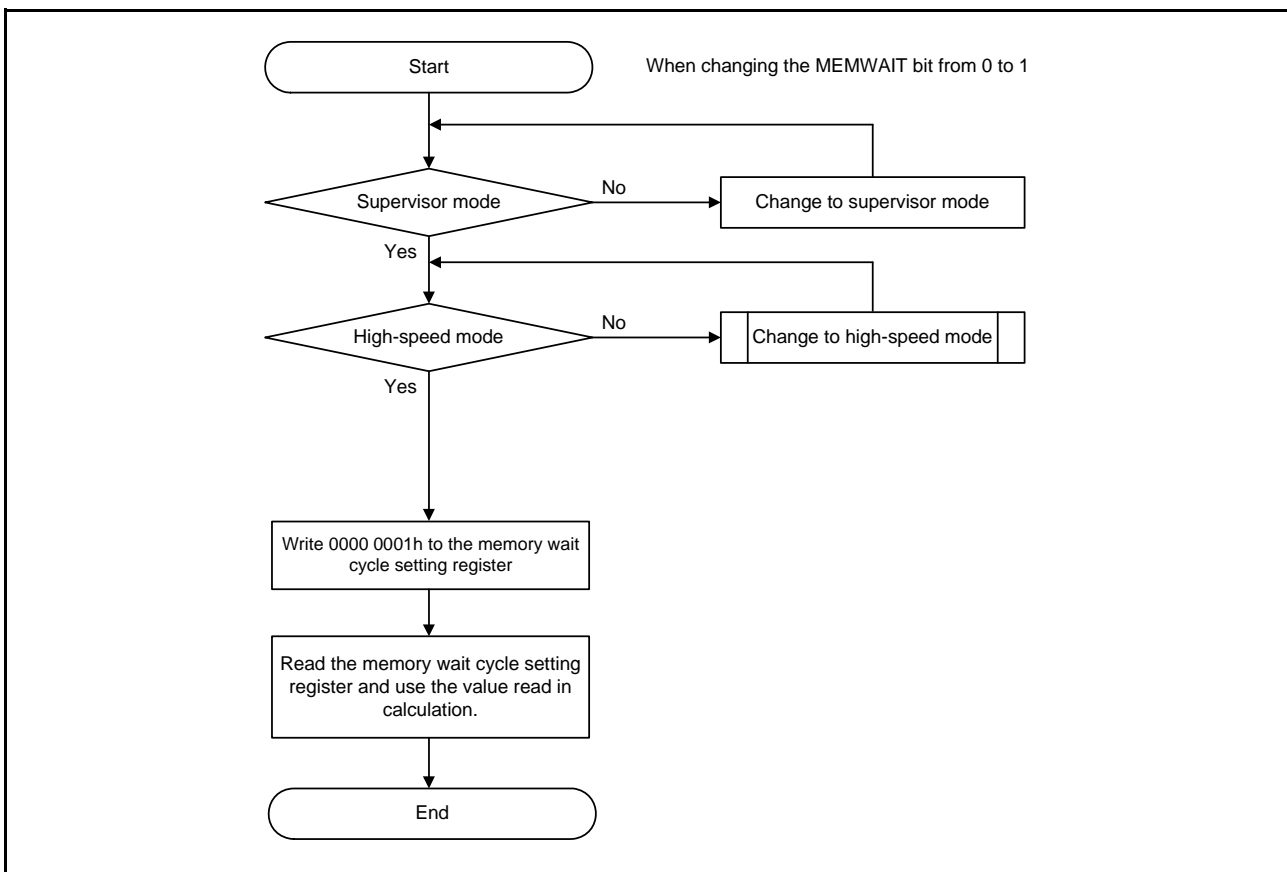 Start
When changing the MEMWAIT bit from 0 to 1
Supervisor mode
No
Change to supervisor mode
Yes
High-speed mode
No
Change to high-speed mode
Yes
Write 0000 0001h to the memory wait
cycle setting register
Read the memory wait cycle setting
register and use the value read in
calculation.
End